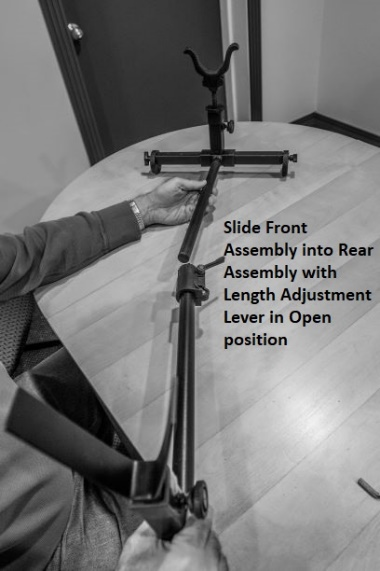 Slide Front
Assembly into Rear
Assembly with
Length Adjustment
Lever in Open
position